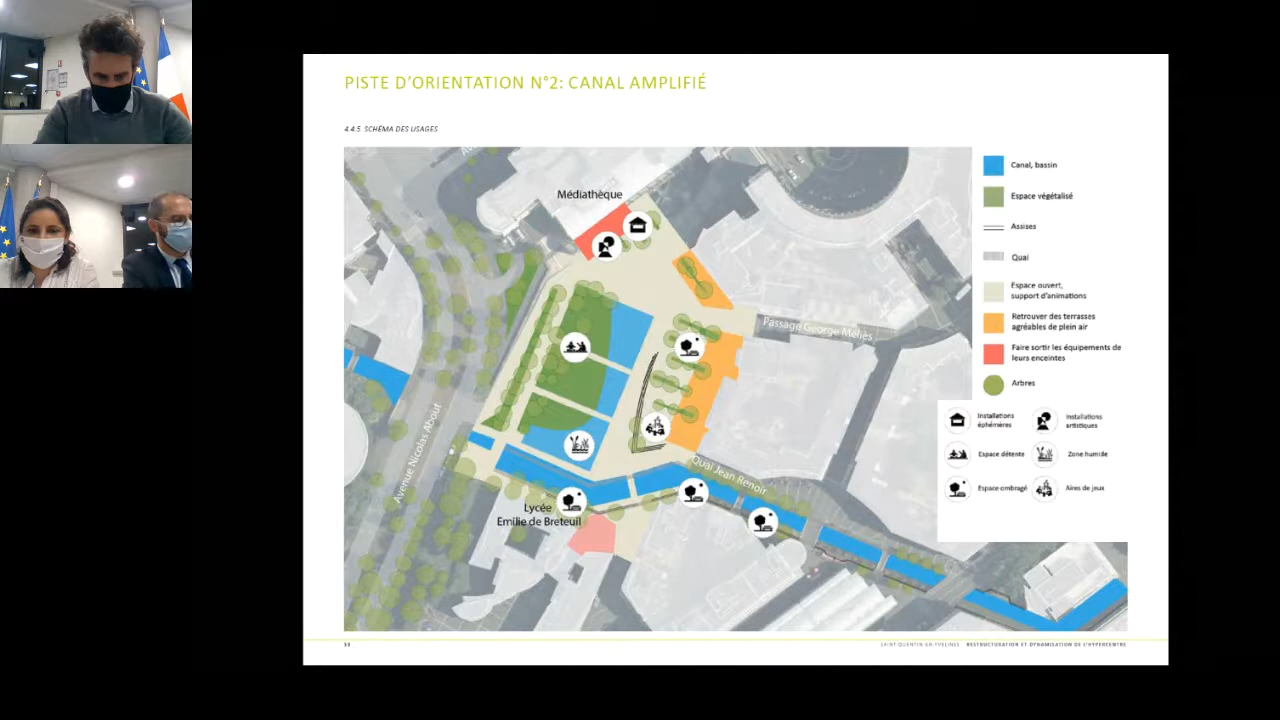 PISTE D'ORIENTATION N°2: CANAL AMPLIFIÉ
4.4.5. SCHÉMA DES USAGES
Médiathèque
Passage George Méliès
Avenue Nicolas About
Quai Jean Renoir
Lycée
Emilie de Breteuil
Canal, bassin
Espace végétalisé
Assises
Quai
Espace ouvert,
support d'animations
Retrouver des terrasses
agréables de plein air
Faire sortir les équipements de
leurs enceintes
Arbres
Installations
éphémères
Installations
artistiques
Espace détente
Zone humide
Espace ombragé
Aires de jeux
SAINT-QUENTIN-EN-YVELINES RESTRUCTURATION ET DYNAMISATION DE L'HYPERCENTRE